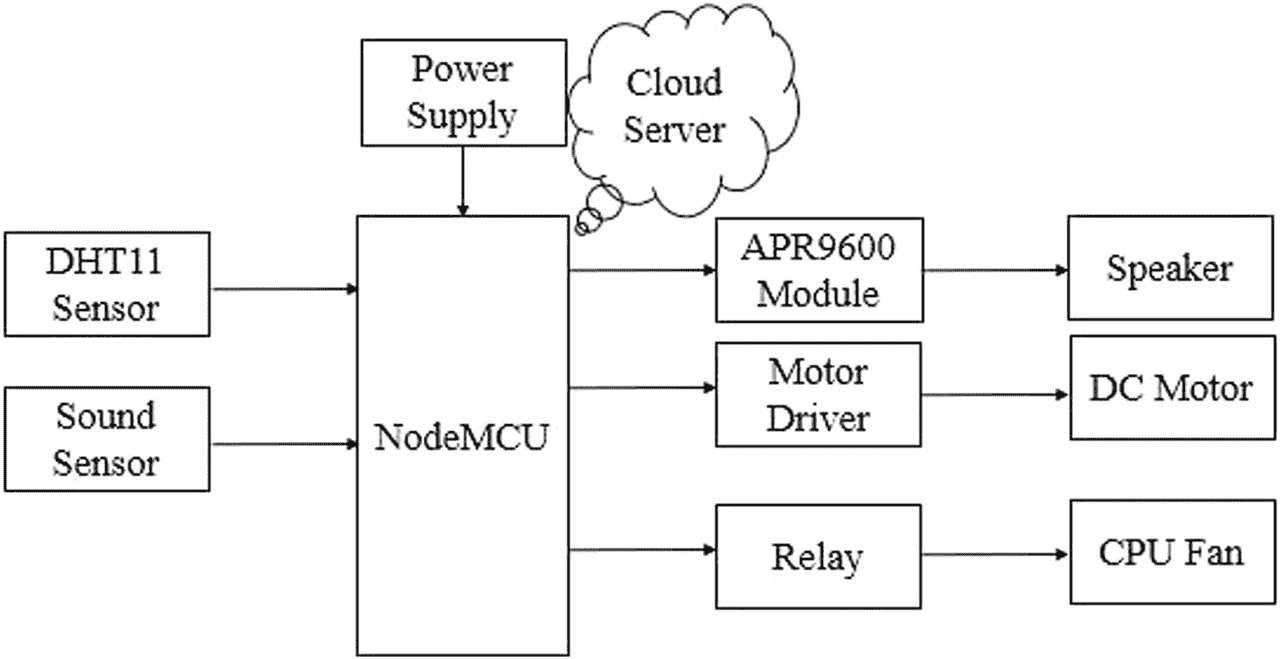 Power
Supply
Cloud
Server
DHT11
Sensor
APR9600
Module
Speaker
Sound
Sensor
NodeMCU
Motor
Driver
DC Motor
Relay
CPU Fan